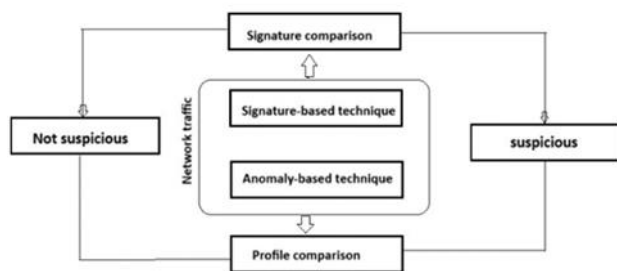 Signature comparison
Network traffic
Signature-based technique
Not suspicious
suspicious
Anomaly-based technique
Profile comparison